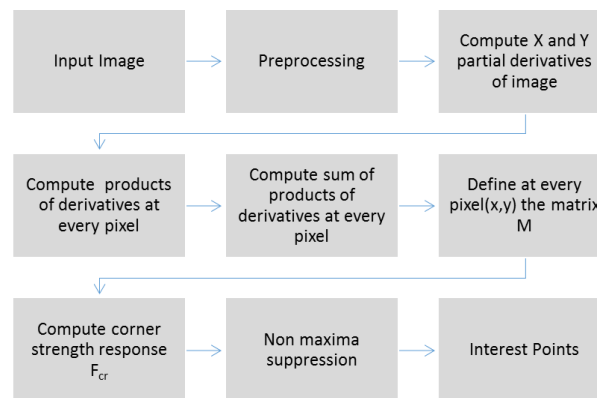 Input Image
Preprocessing
Compute X and Y
partial derivatives
of image
Compute products
of derivatives at
every pixel
Compute sum of
products of
derivatives at every
pixel
Define at every
pixel(x,y) the matrix
M
Compute corner
strength response
F_cr
Non maxima
suppression
Interest Points